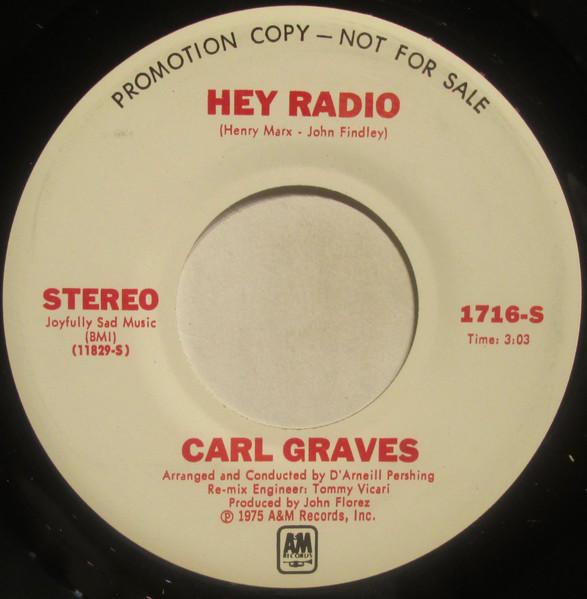 PROMOTION COPY — NOT FOR SALE
HEY RADIO
(Henry Marx - John Findley)
STEREO
Joyfully Sad Music
(BMI)
(11829-S)
1716-S
Time: 3:03
CARL GRAVES
Arranged and Conducted by D'Arneill Pershing
Re-mix Engineer: Tommy Vicari
Produced by John Florez
℗ 1975 A&M Records, Inc.
A&M
RECORDS